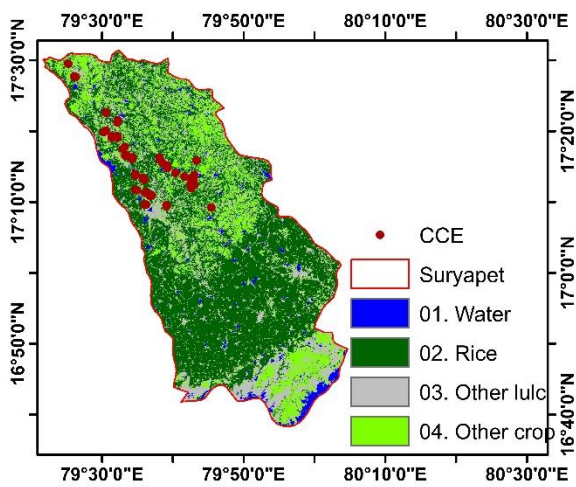 79°30'0"E 79°50'0"E 80°10'0"E 80°30'0"E
17°30'0"N
17°20'0"N
17°10'0"N
17°0'0"N
16°50'0"N
16°40'0"N
CCE
Suryapet
01. Water
02. Rice
03. Other lulc
04. Other crop
79°30'0"E 79°50'0"E 80°10'0"E 80°30'0"E